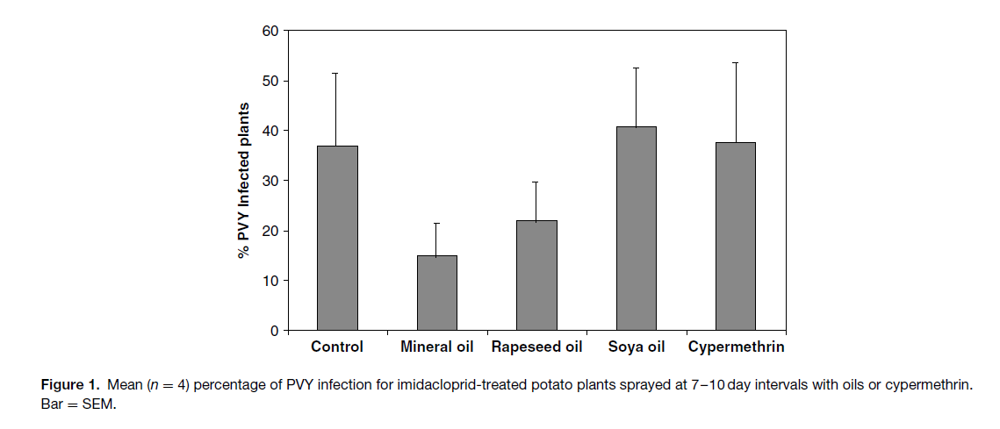 60
50
40
30
20
10
0
% PVY Infected plants
Control Mineral oil Rapeseed oil Soya oil Cypermethrin
Figure 1. Mean (n = 4) percentage of PVY infection for imidacloprid-treated potato plants sprayed at 7–10 day intervals with oils or cypermethrin.
Bar = SEM.